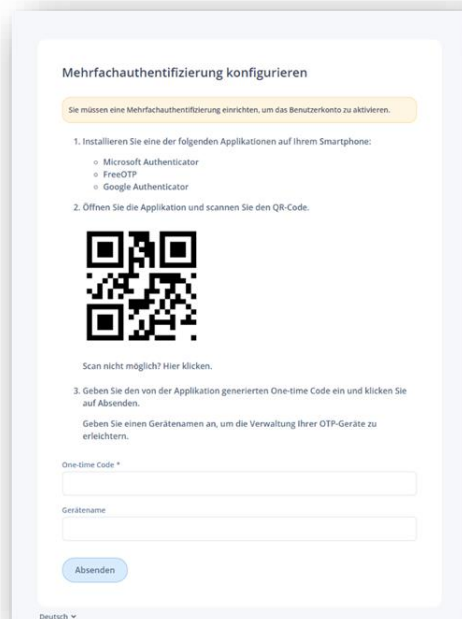 Mehrfachauthentifizierung konfigurieren
Sie müssen eine Mehrfachauthentifizierung einrichten, um das Benutzerkonto zu aktivieren.
1. Installieren Sie eine der folgenden Applikationen auf Ihrem Smartphone:
Microsoft Authenticator
FreeOTP
Google Authenticator
2. Öffnen Sie die Applikation und scannen Sie den QR-Code.
Scan nicht möglich? Hier klicken.
3. Geben Sie den von der Applikation generierten One-time Code ein und klicken Sie
auf Absenden.
Geben Sie einen Gerätenamen an, um die Verwaltung Ihrer OTP-Geräte zu
erleichtern.
One-time Code *
Gerätename
Absenden
Deutsch